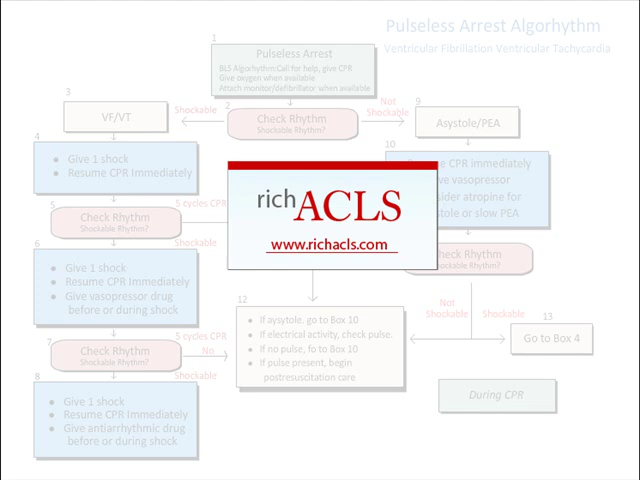 Pulseless Arrest Algorhythm
Ventricular Fibrillation Ventricular Tachycardia
1
Pulseless Arrest
BLS Algorhythm:Call for help, give CPR
Give oxygen when available
Attach monitor/defibrillator when available
2
Check Rhythm
Shockable Rhythm?
Shockable
Not
Shockable
3
VF/VT
9
Asystole/PEA
4
• Give 1 shock
• Resume CPR Immediately
10
CPR immediately
vasopressor
atropine for
or slow PEA
5
Check Rhythm
Shockable Rhythm?
5 cycles CPR
Shockable
richACLS
www.richacls.com
Check Rhythm
Shockable Rhythm?
6
• Give 1 shock
• Resume CPR Immediately
• Give vasopressor drug
before or during shock
12
• If aysytole. go to Box 10
• If electrical activity, check pulse.
• If no pulse, fo to Box 10
• If pulse present, begin
postresuscitation care
Not
Shockable
Shockable
13
Go to Box 4
7
Check Rhythm
Shockable Rhythm?
5 cycles CPR
No
Shockable
8
• Give 1 shock
• Resume CPR Immediately
• Give antiarrhythmic drug
before or during shock
During CPR